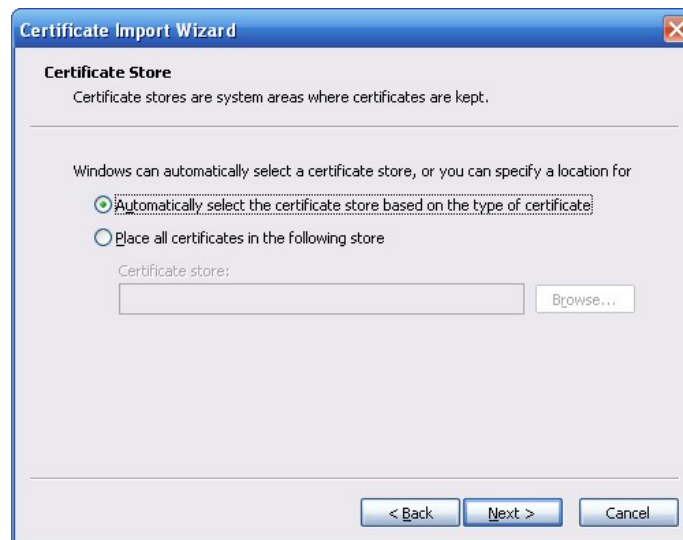 Certificate Import Wizard
Certificate Store
Certificate stores are system areas where certificates are kept.
Windows can automatically select a certificate store, or you can specify a location for
Automatically select the certificate store based on the type of certificate
Place all certificates in the following store
Certificate store:
Browse...
< Back Next > Cancel